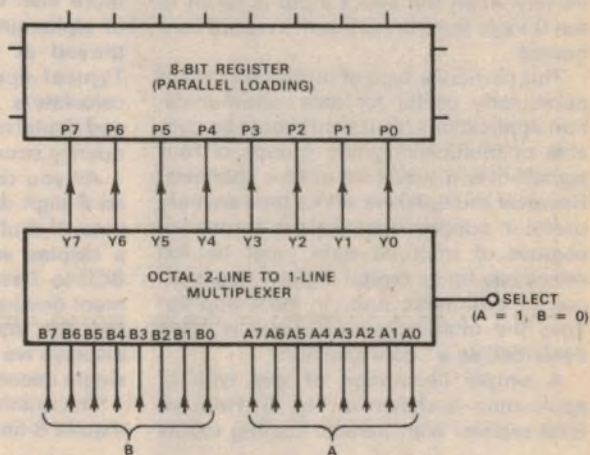 8-BIT REGISTER
(PARALLEL LOADING)
P7 P6 P5 P4 P3 P2 P1 P0
Y7 Y6 Y5 Y4 Y3 Y2 Y1 Y0
OCTAL 2-LINE TO 1-LINE
MULTIPLEXER
SELECT
(A = 1, B = 0)
B7 B6 B5 B4 B3 B2 B1 B0 A7 A6 A5 A4 A3 A2 A1 A0
B A